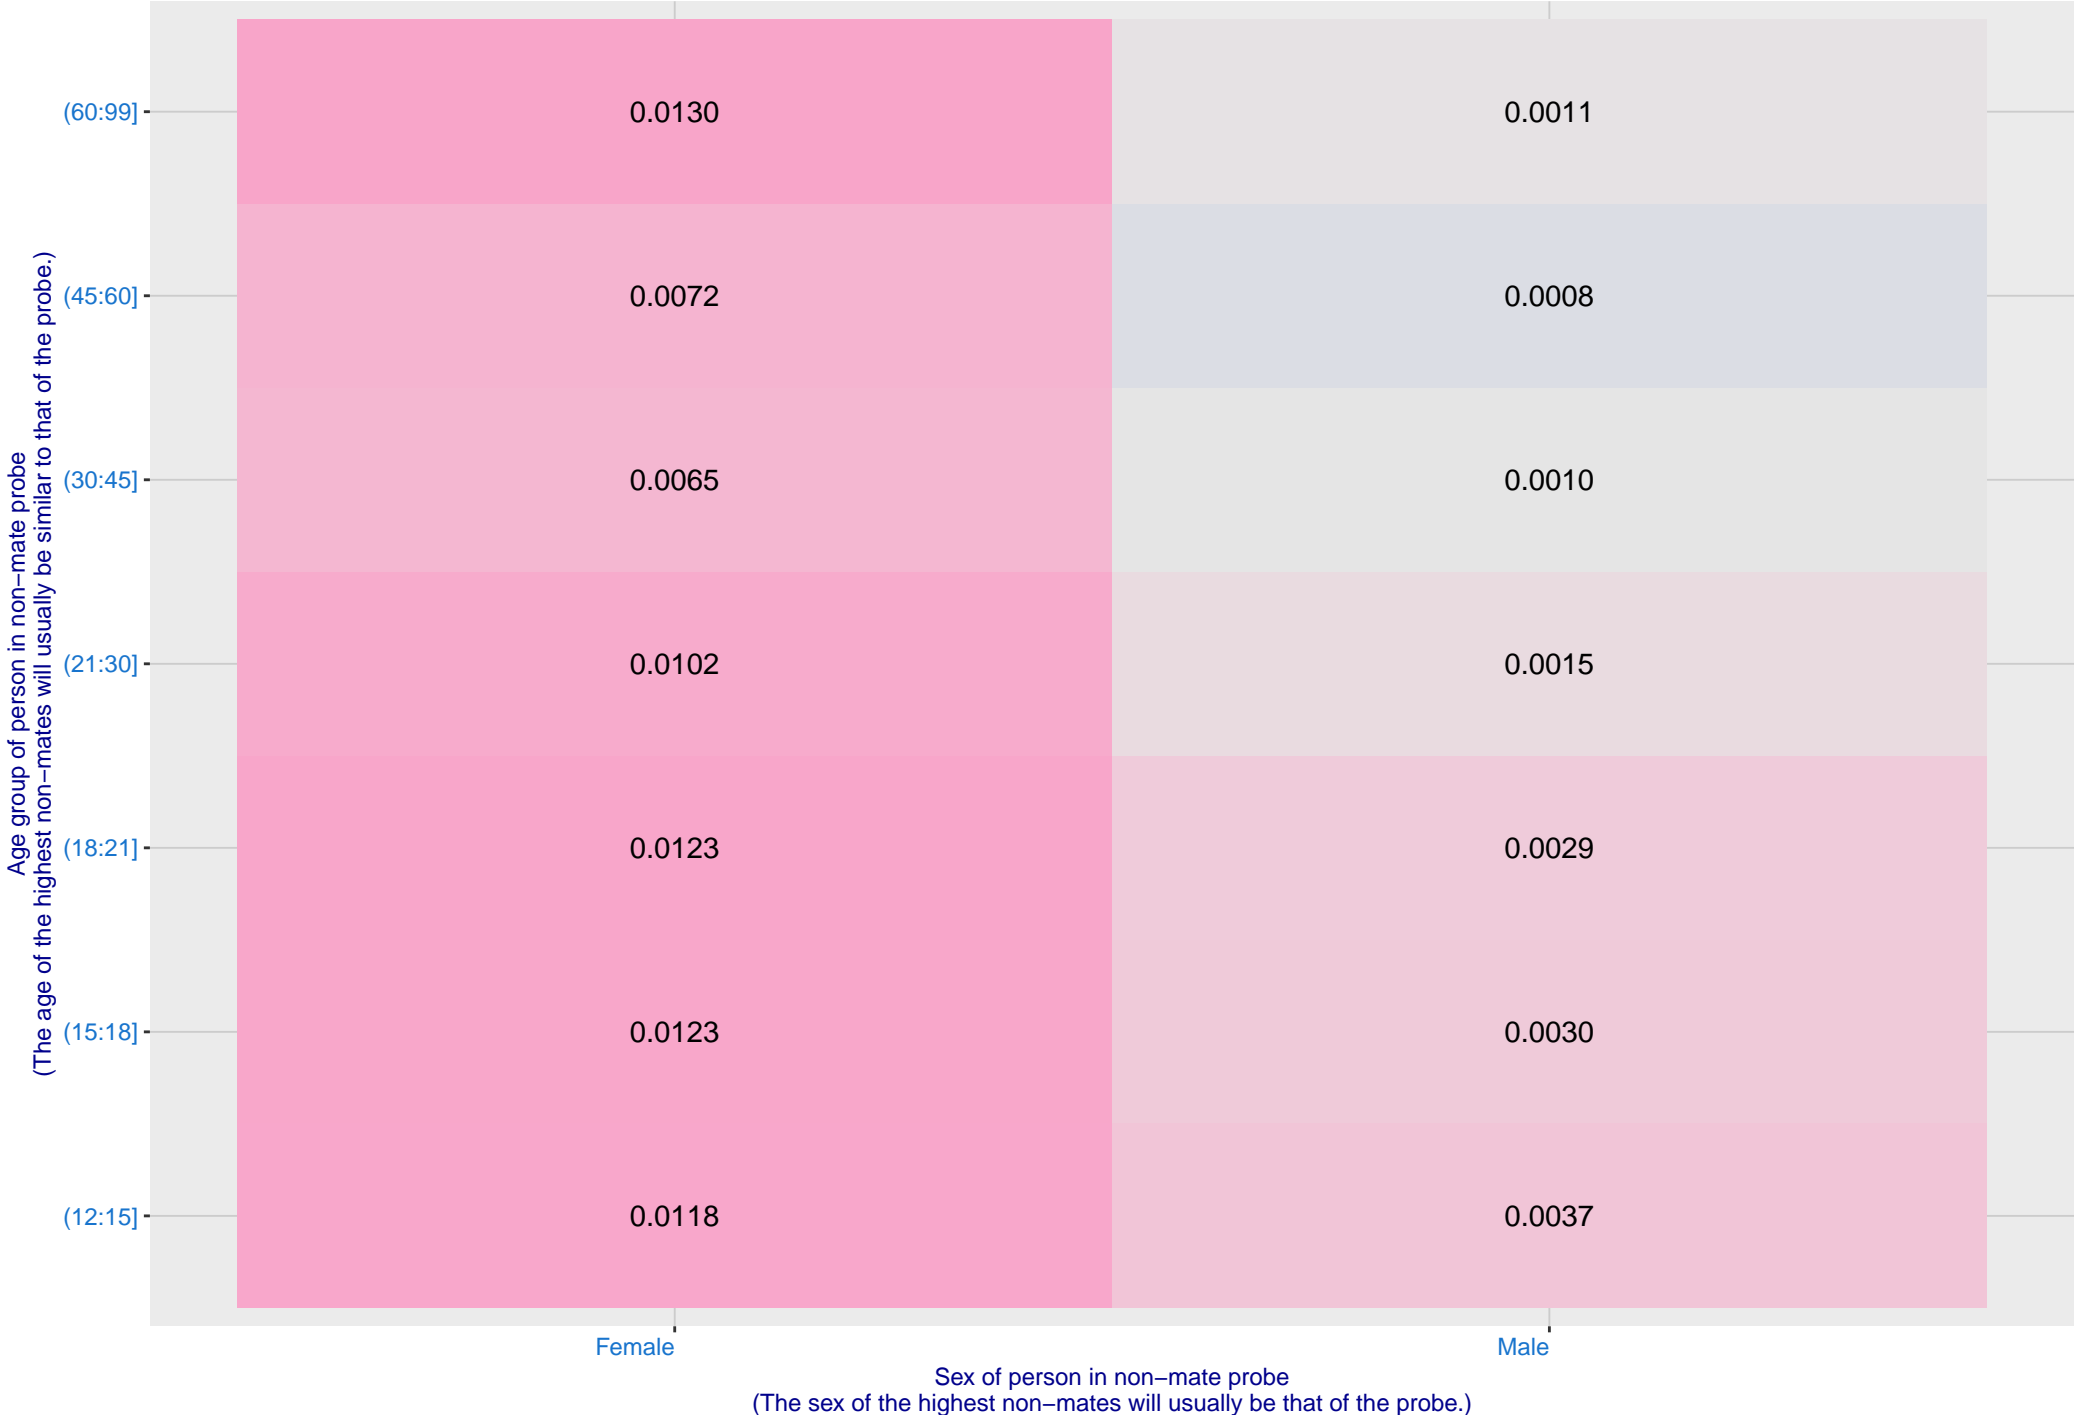 Age group of person in non−mate probe
(The age of the highest non−mates will usually be similar to that of the probe.)
(60:99] 0.0130 0.0011
(45:60] 0.0072 0.0008
(30:45] 0.0065 0.0010
(21:30] 0.0102 0.0015
(18:21] 0.0123 0.0029
(15:18] 0.0123 0.0030
(12:15] 0.0118 0.0037
Female Male
Sex of person in non−mate probe
(The sex of the highest non−mates will usually be that of the probe.)